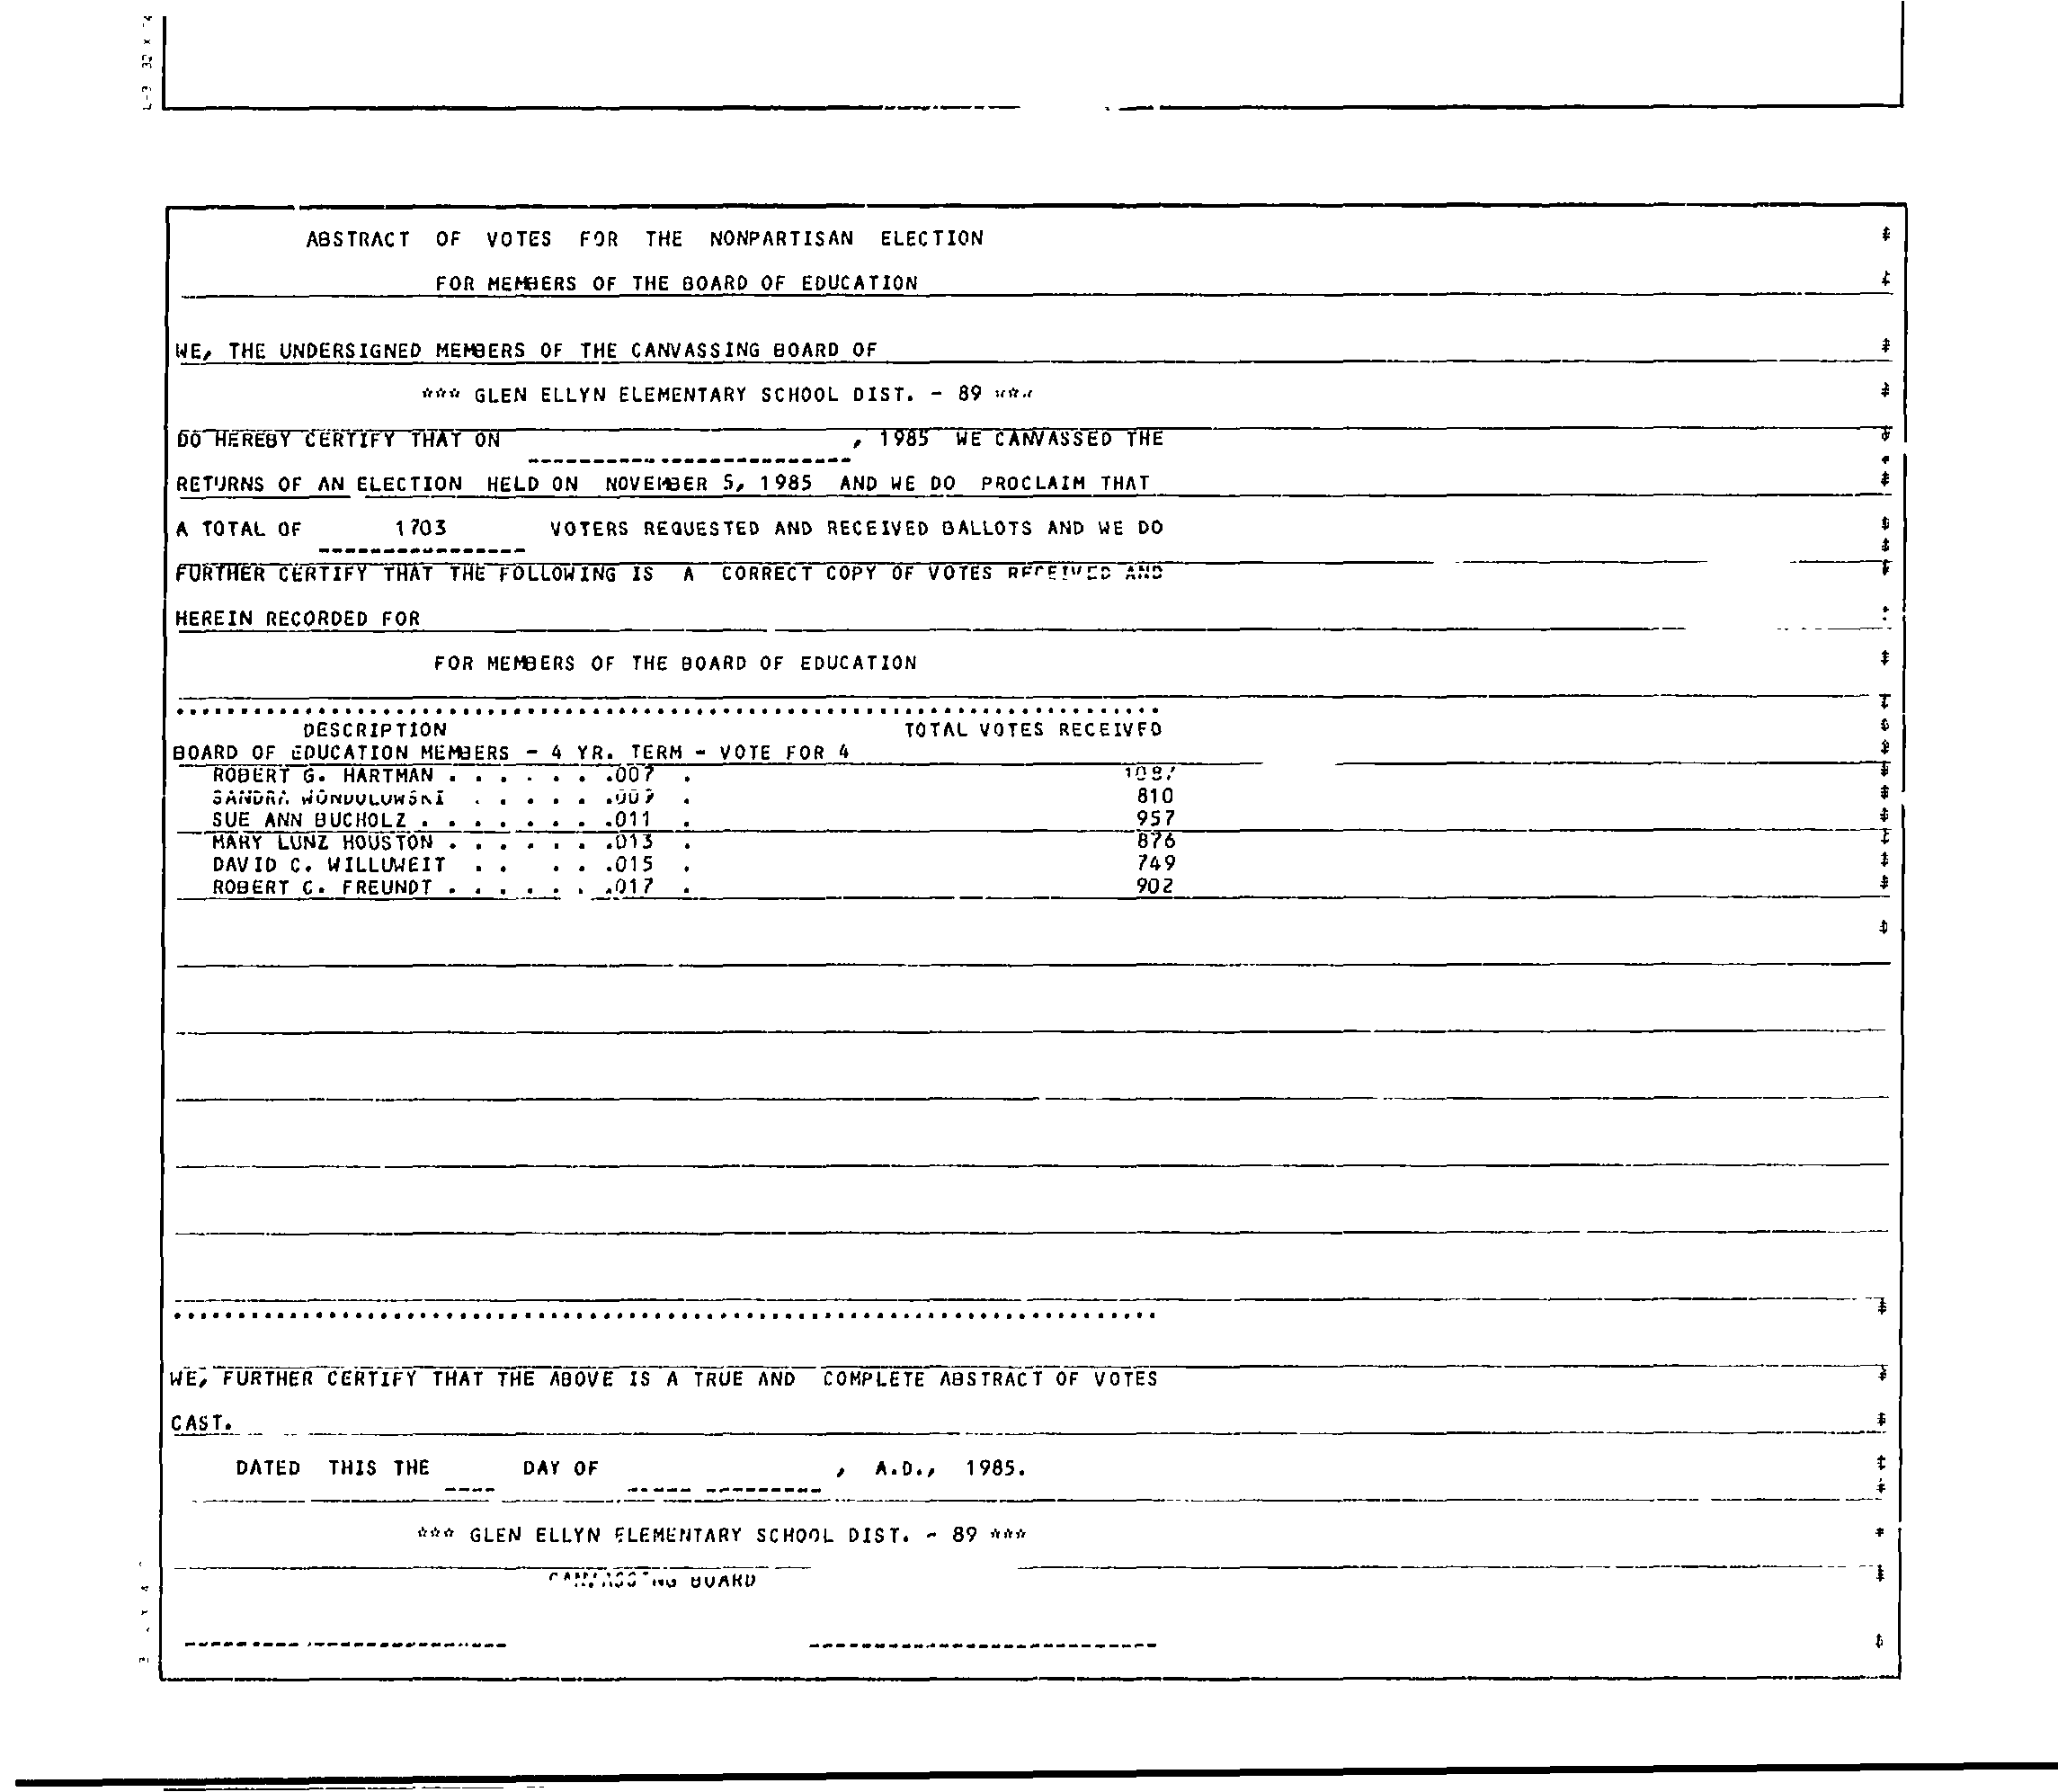 ABSTRACT OF VOTES FOR THE NONPARTISAN ELECTION
FOR MEMBERS OF THE BOARD OF EDUCATION
WE, THE UNDERSIGNED MEMBERS OF THE CANVASSING BOARD OF
*** GLEN ELLYN ELEMENTARY SCHOOL DIST. - 89 ***
DO HEREBY CERTIFY THAT ON , 1985 WE CANVASSED THE
RETURNS OF AN ELECTION HELD ON NOVEMBER 5, 1985 AND WE DO PROCLAIM THAT
A TOTAL OF 1703 VOTERS REQUESTED AND RECEIVED BALLOTS AND WE DO
FURTHER CERTIFY THAT THE FOLLOWING IS A CORRECT COPY OF VOTES RECEIVED AND
HEREIN RECORDED FOR
FOR MEMBERS OF THE BOARD OF EDUCATION
DESCRIPTION TOTAL VOTES RECEIVED
BOARD OF EDUCATION MEMBERS - 4 YR. TERM - VOTE FOR 4
ROBERT G. HARTMAN . . . . . . .007 . 1087
SANDRA . . . . . .009 . 810
SUE ANN BUCHOLZ . . . . . . . .011 . 957
MARY LUNZ HOUSTON . . . . . . .013 . 876
DAVID C. WILLUWEIT . . . . .015 . 749
ROBERT C. FREUNDT . . . . . . .017 . 902
WE, FURTHER CERTIFY THAT THE ABOVE IS A TRUE AND COMPLETE ABSTRACT OF VOTES
CAST.
DATED THIS THE DAY OF , A.D., 1985.
*** GLEN ELLYN ELEMENTARY SCHOOL DIST. - 89 ***
CANVASSING BOARD